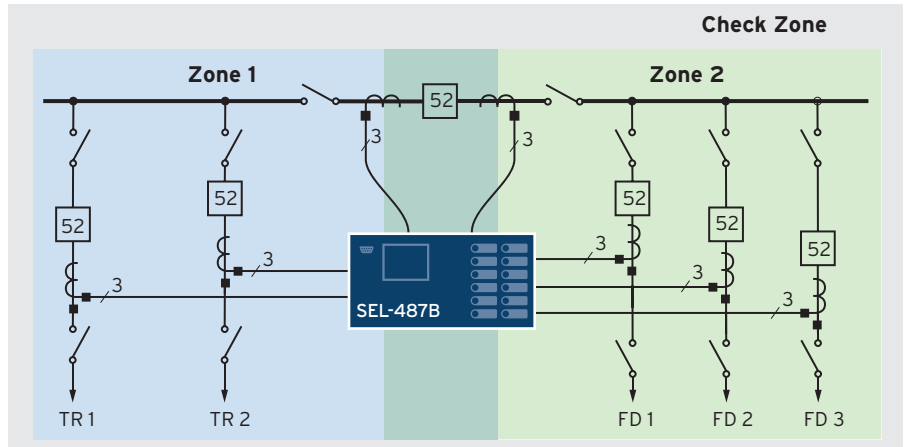 Check Zone
Zone 1
Zone 2
52
3
3
52
52
52
52
52
3
3
3
3
3
SEL-487B
TR 1
TR 2
FD 1
FD 2
FD 3